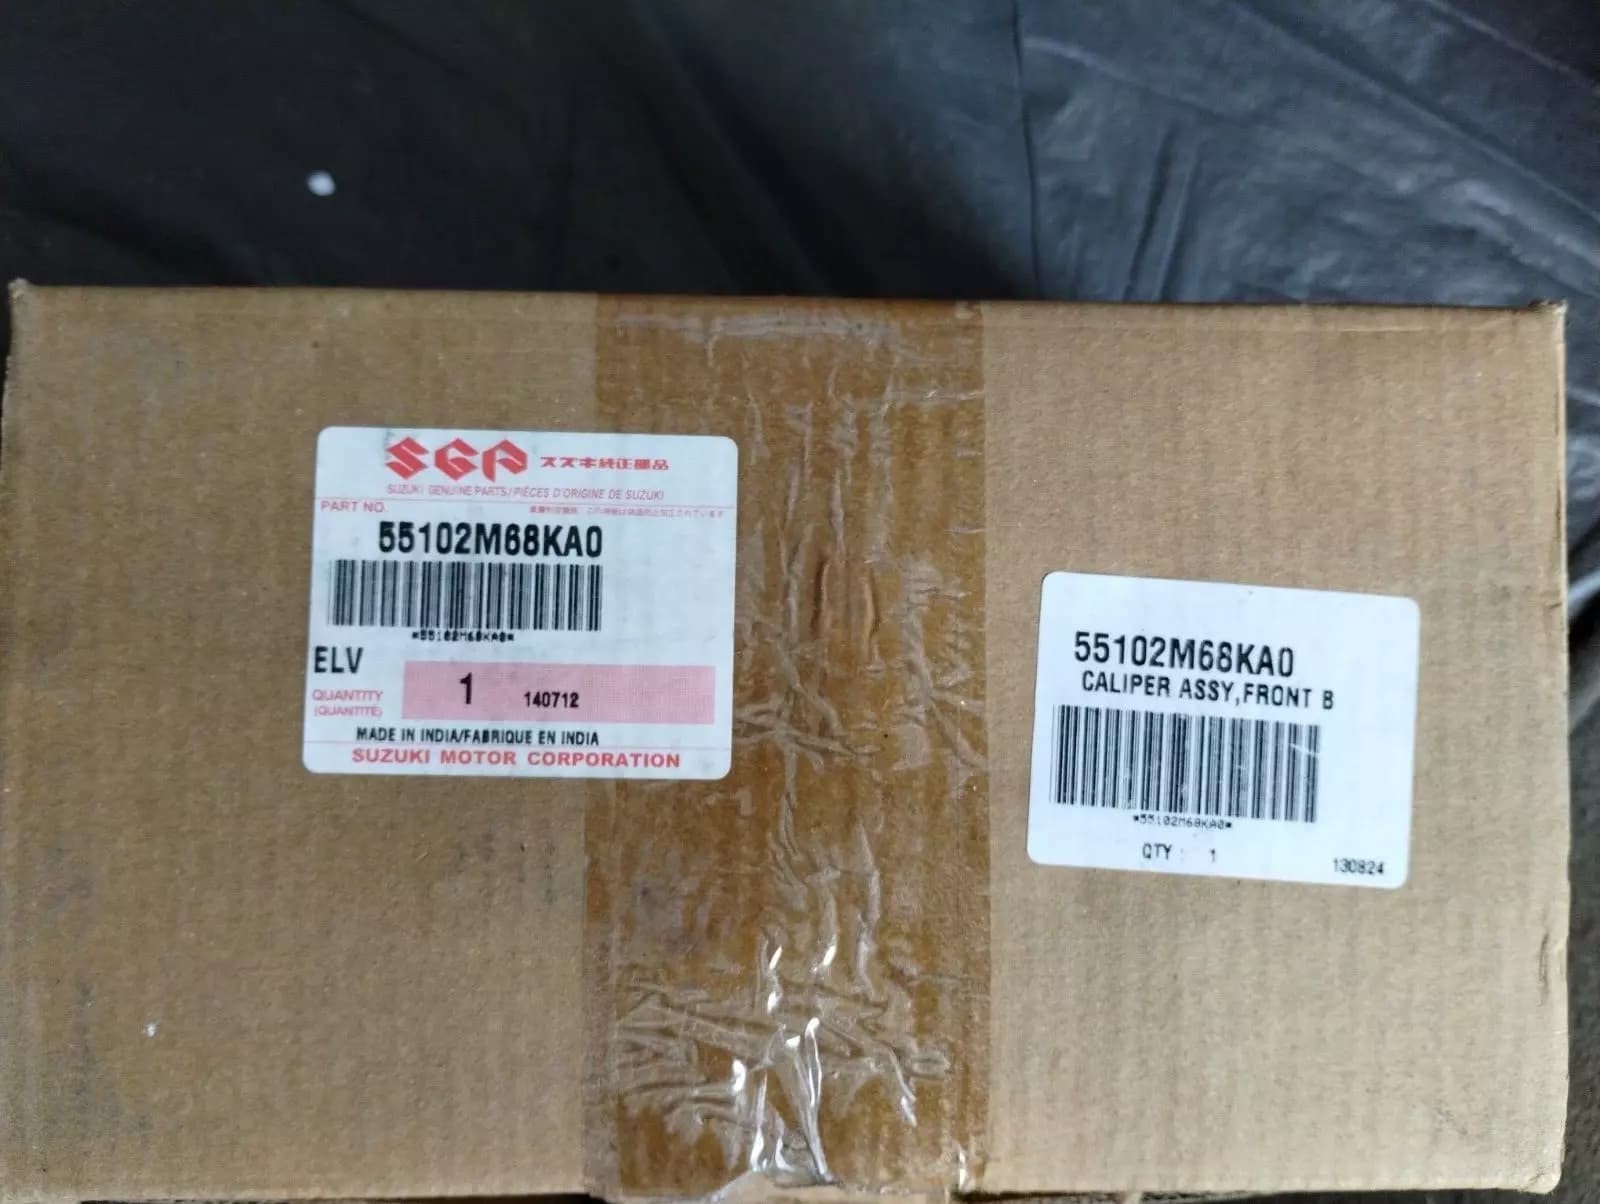 SGP スズキ純正部品
SUZUKI GENUINE PARTS/PIÈCES D'ORIGINE DE SUZUKI
PART NO.
55102M68KA0
*55102M68KA0*
ELV
QUANTITY
(QUANTITÉ)
1 140712
MADE IN INDIA/FABRIQUE EN INDIA
SUZUKI MOTOR CORPORATION
55102M68KA0
CALIPER ASSY,FRONT B
*55102M68KA0*
QTY : 1
130824